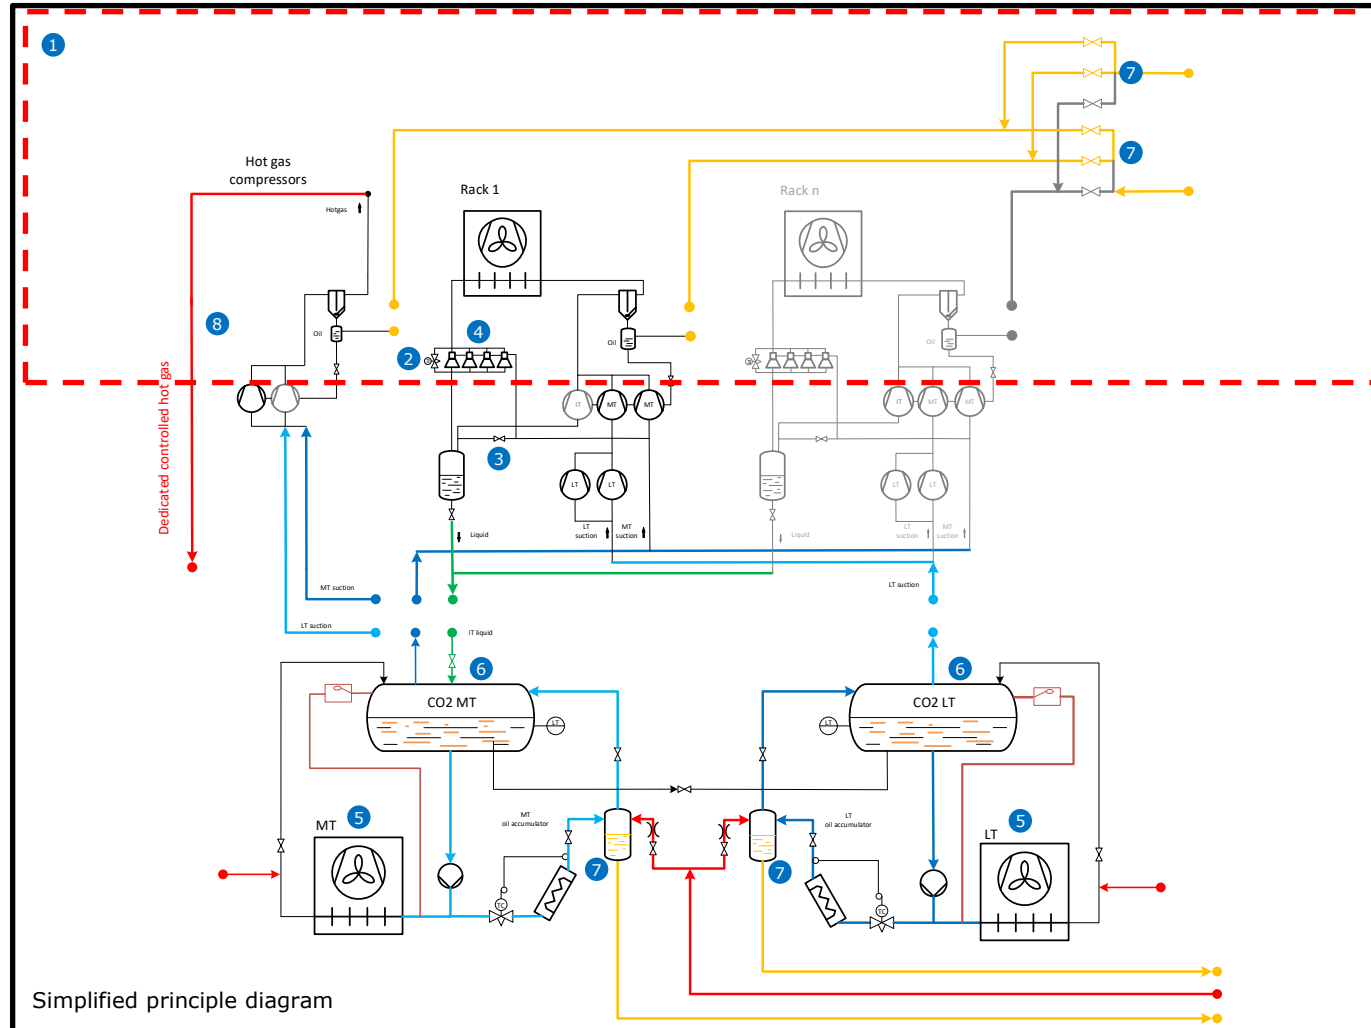 1
7
7
Hot gas
compressors
Rack 1
Rack n
Hotgas
8
Oil
4
2
Oil
Oil
IT
MT
MT
IT
MT
MT
3
LT
LT
LT
LT
Dedicated controlled hot gas
Liquid
LT
suction
MT
suction
Liquid
LT
suction
MT
suction
MT suction
LT suction
LT suction
IT liquid
6
6
CO2 MT
LT
CO2 LT
LT
MT
oil accumulator
LT
oil accumulator
MT
5
7
7
LT
5
TC
TC
Simplified principle diagram